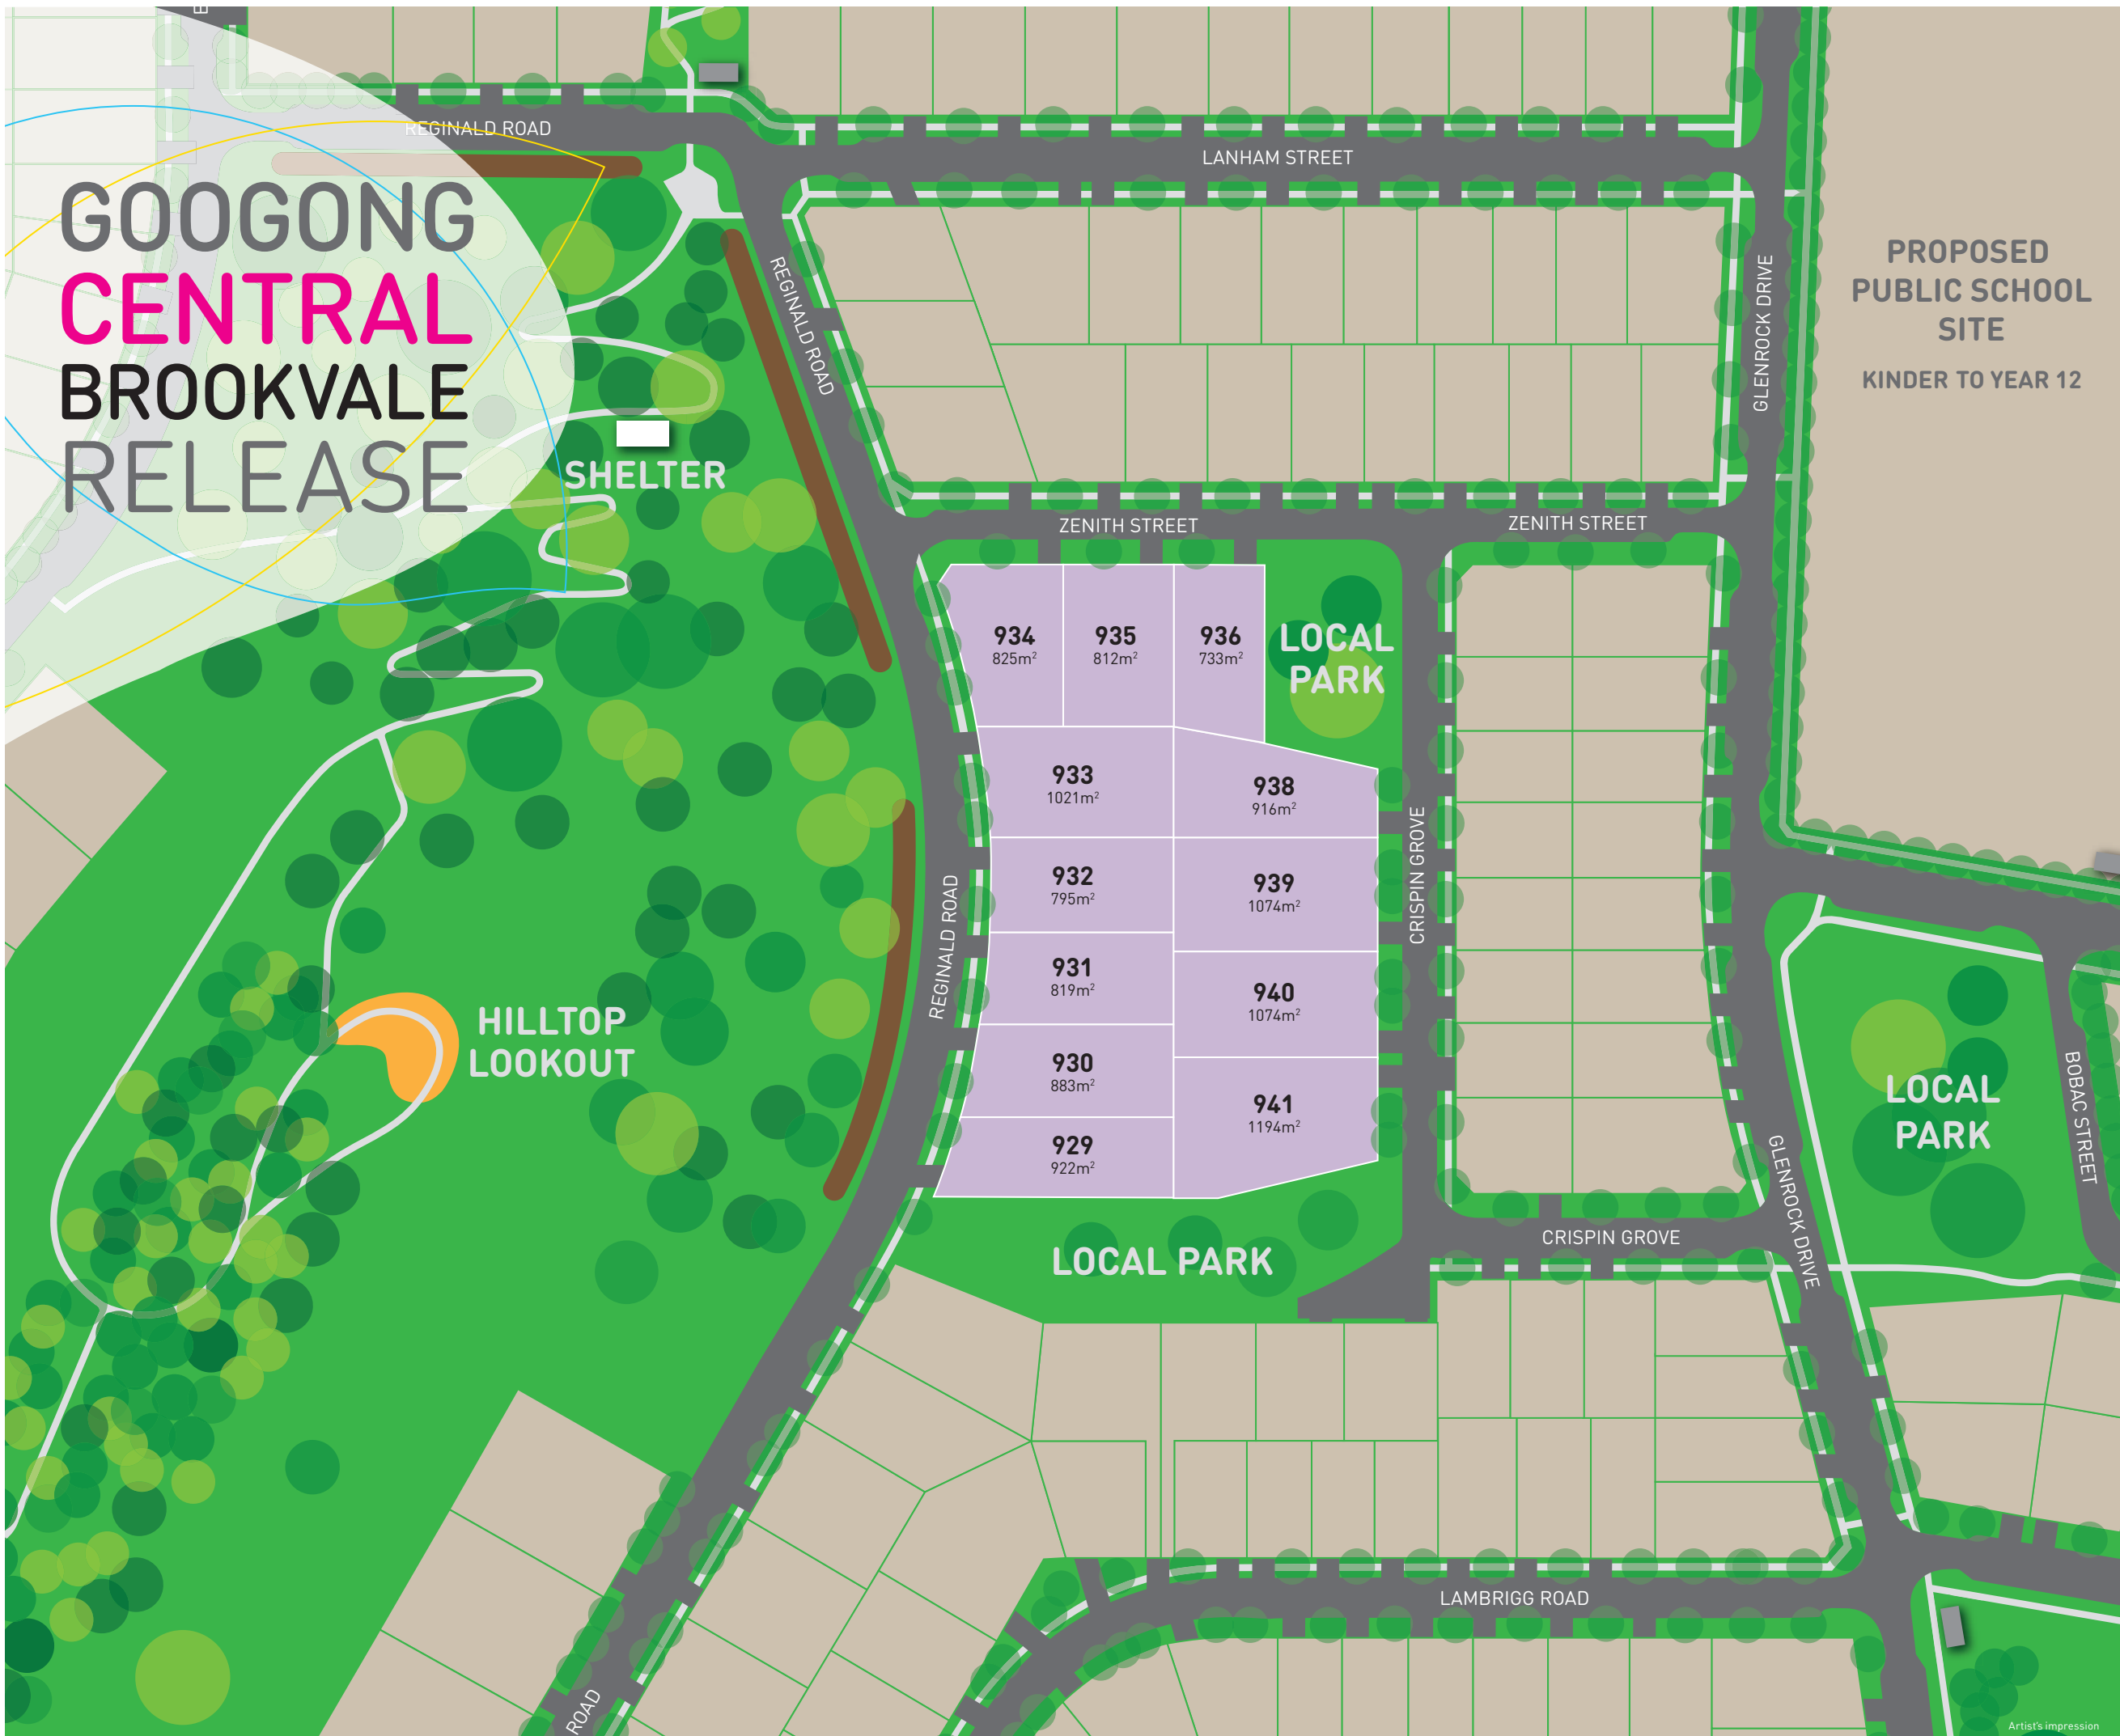 GOOGONG
CENTRAL
BROOKVALE
RELEASE
REGINALD ROAD
LANHAM STREET
REGINALD ROAD
GLENROCK DRIVE
PROPOSED
PUBLIC SCHOOL
SITE
KINDER TO YEAR 12
SHELTER
ZENITH STREET
ZENITH STREET
934
825m²
935
812m²
936
733m²
LOCAL
PARK
933
1021m²
938
916m²
932
795m²
939
1074m²
931
819m²
940
1074m²
930
883m²
941
1194m²
929
922m²
REGINALD ROAD
CRISPIN GROVE
HILLTOP
LOOKOUT
LOCAL
PARK
BOBAC STREET
GLENROCK DRIVE
CRISPIN GROVE
LOCAL PARK
LAMBRIGG ROAD
ROAD
Artist's impression